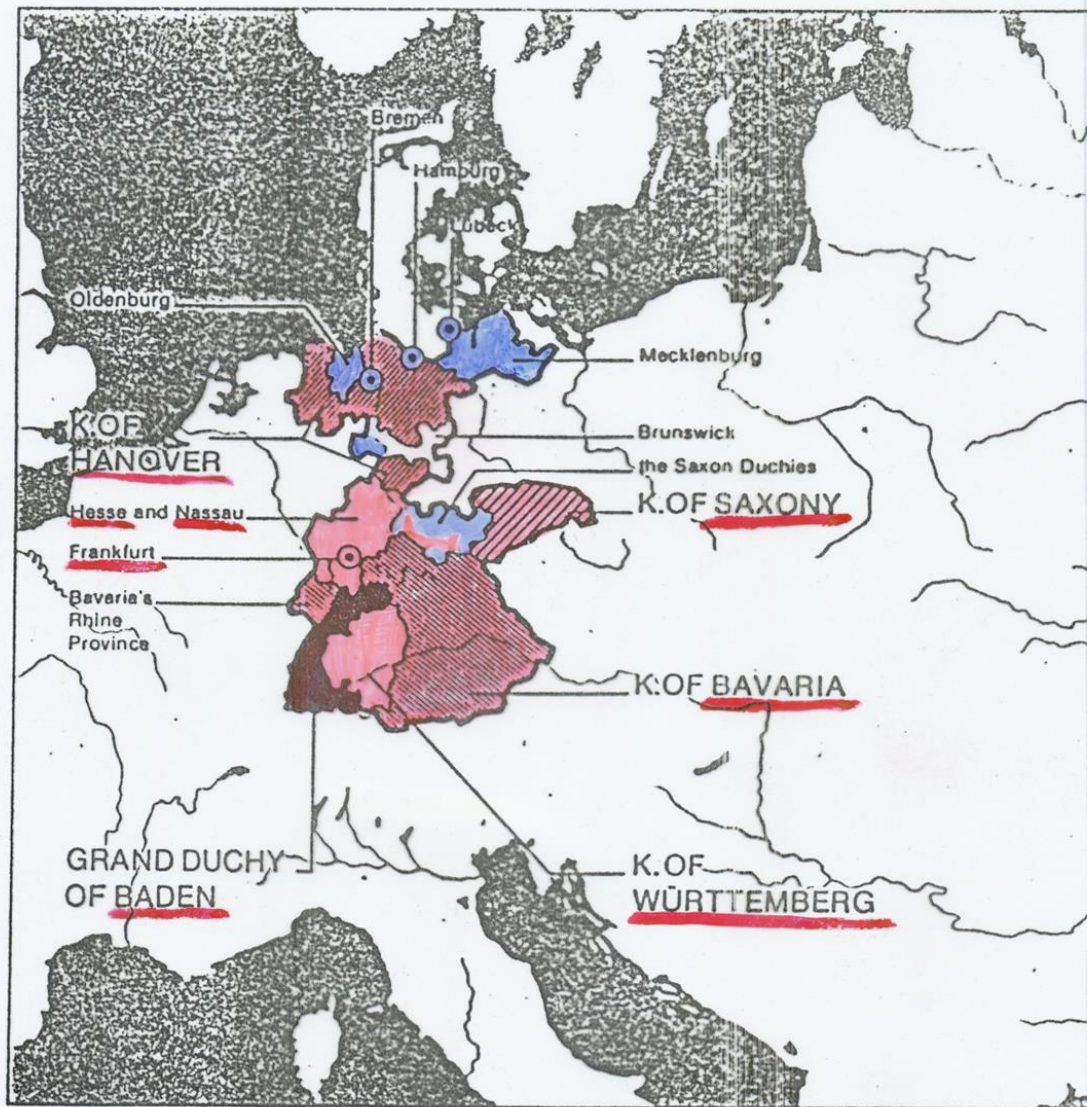 Bremen
Hamburg
Lübeck
Oldenburg
Mecklenburg
K.OF
HANOVER
Brunswick
the Saxon Duchies
K.OF SAXONY
Hesse and Nassau
Frankfurt
Bavaria's
Rhine
Province
K.OF BAVARIA
GRAND DUCHY
OF BADEN
K.OF
WÜRTTEMBERG